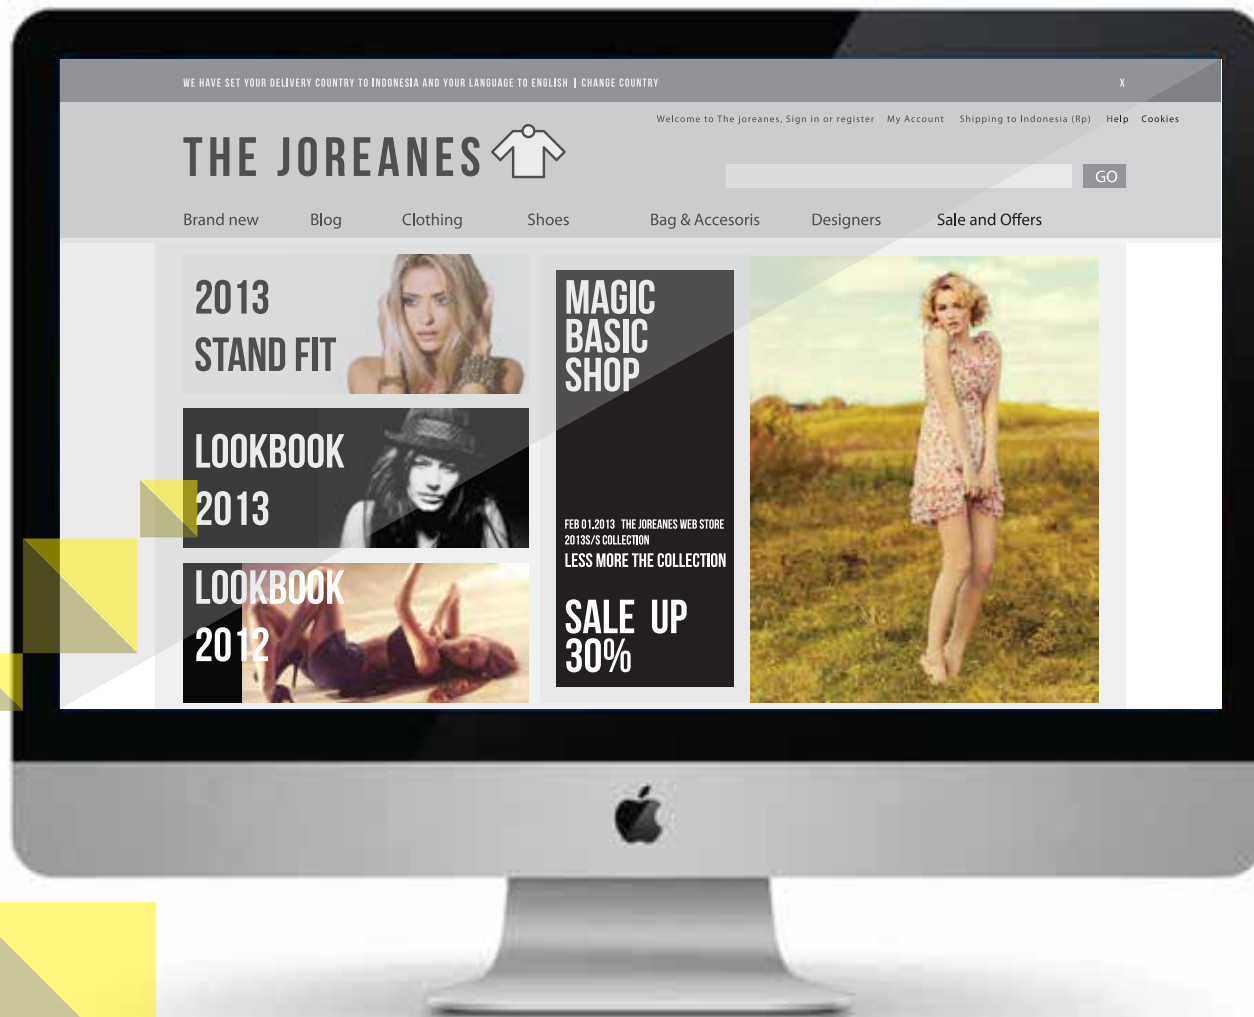 WE HAVE SET YOUR DELIVERY COUNTRY TO INDONESIA AND YOUR LANGUAGE TO ENGLISH | CHANGE COUNTRY X
Welcome to The joreanes, Sign in or register My Account Shipping to Indonesia (Rp) Help Cookies
THE JOREANES
GO
Brand new Blog Clothing Shoes Bag & Accesoris Designers Sale and Offers
2013
STAND FIT
LOOKBOOK
2013
LOOKBOOK
2012
MAGIC
BASIC
SHOP
FEB 01.2013 THE JOREANES WEB STORE
2013S/S COLLECTION
LESS MORE THE COLLECTION
SALE UP
30%